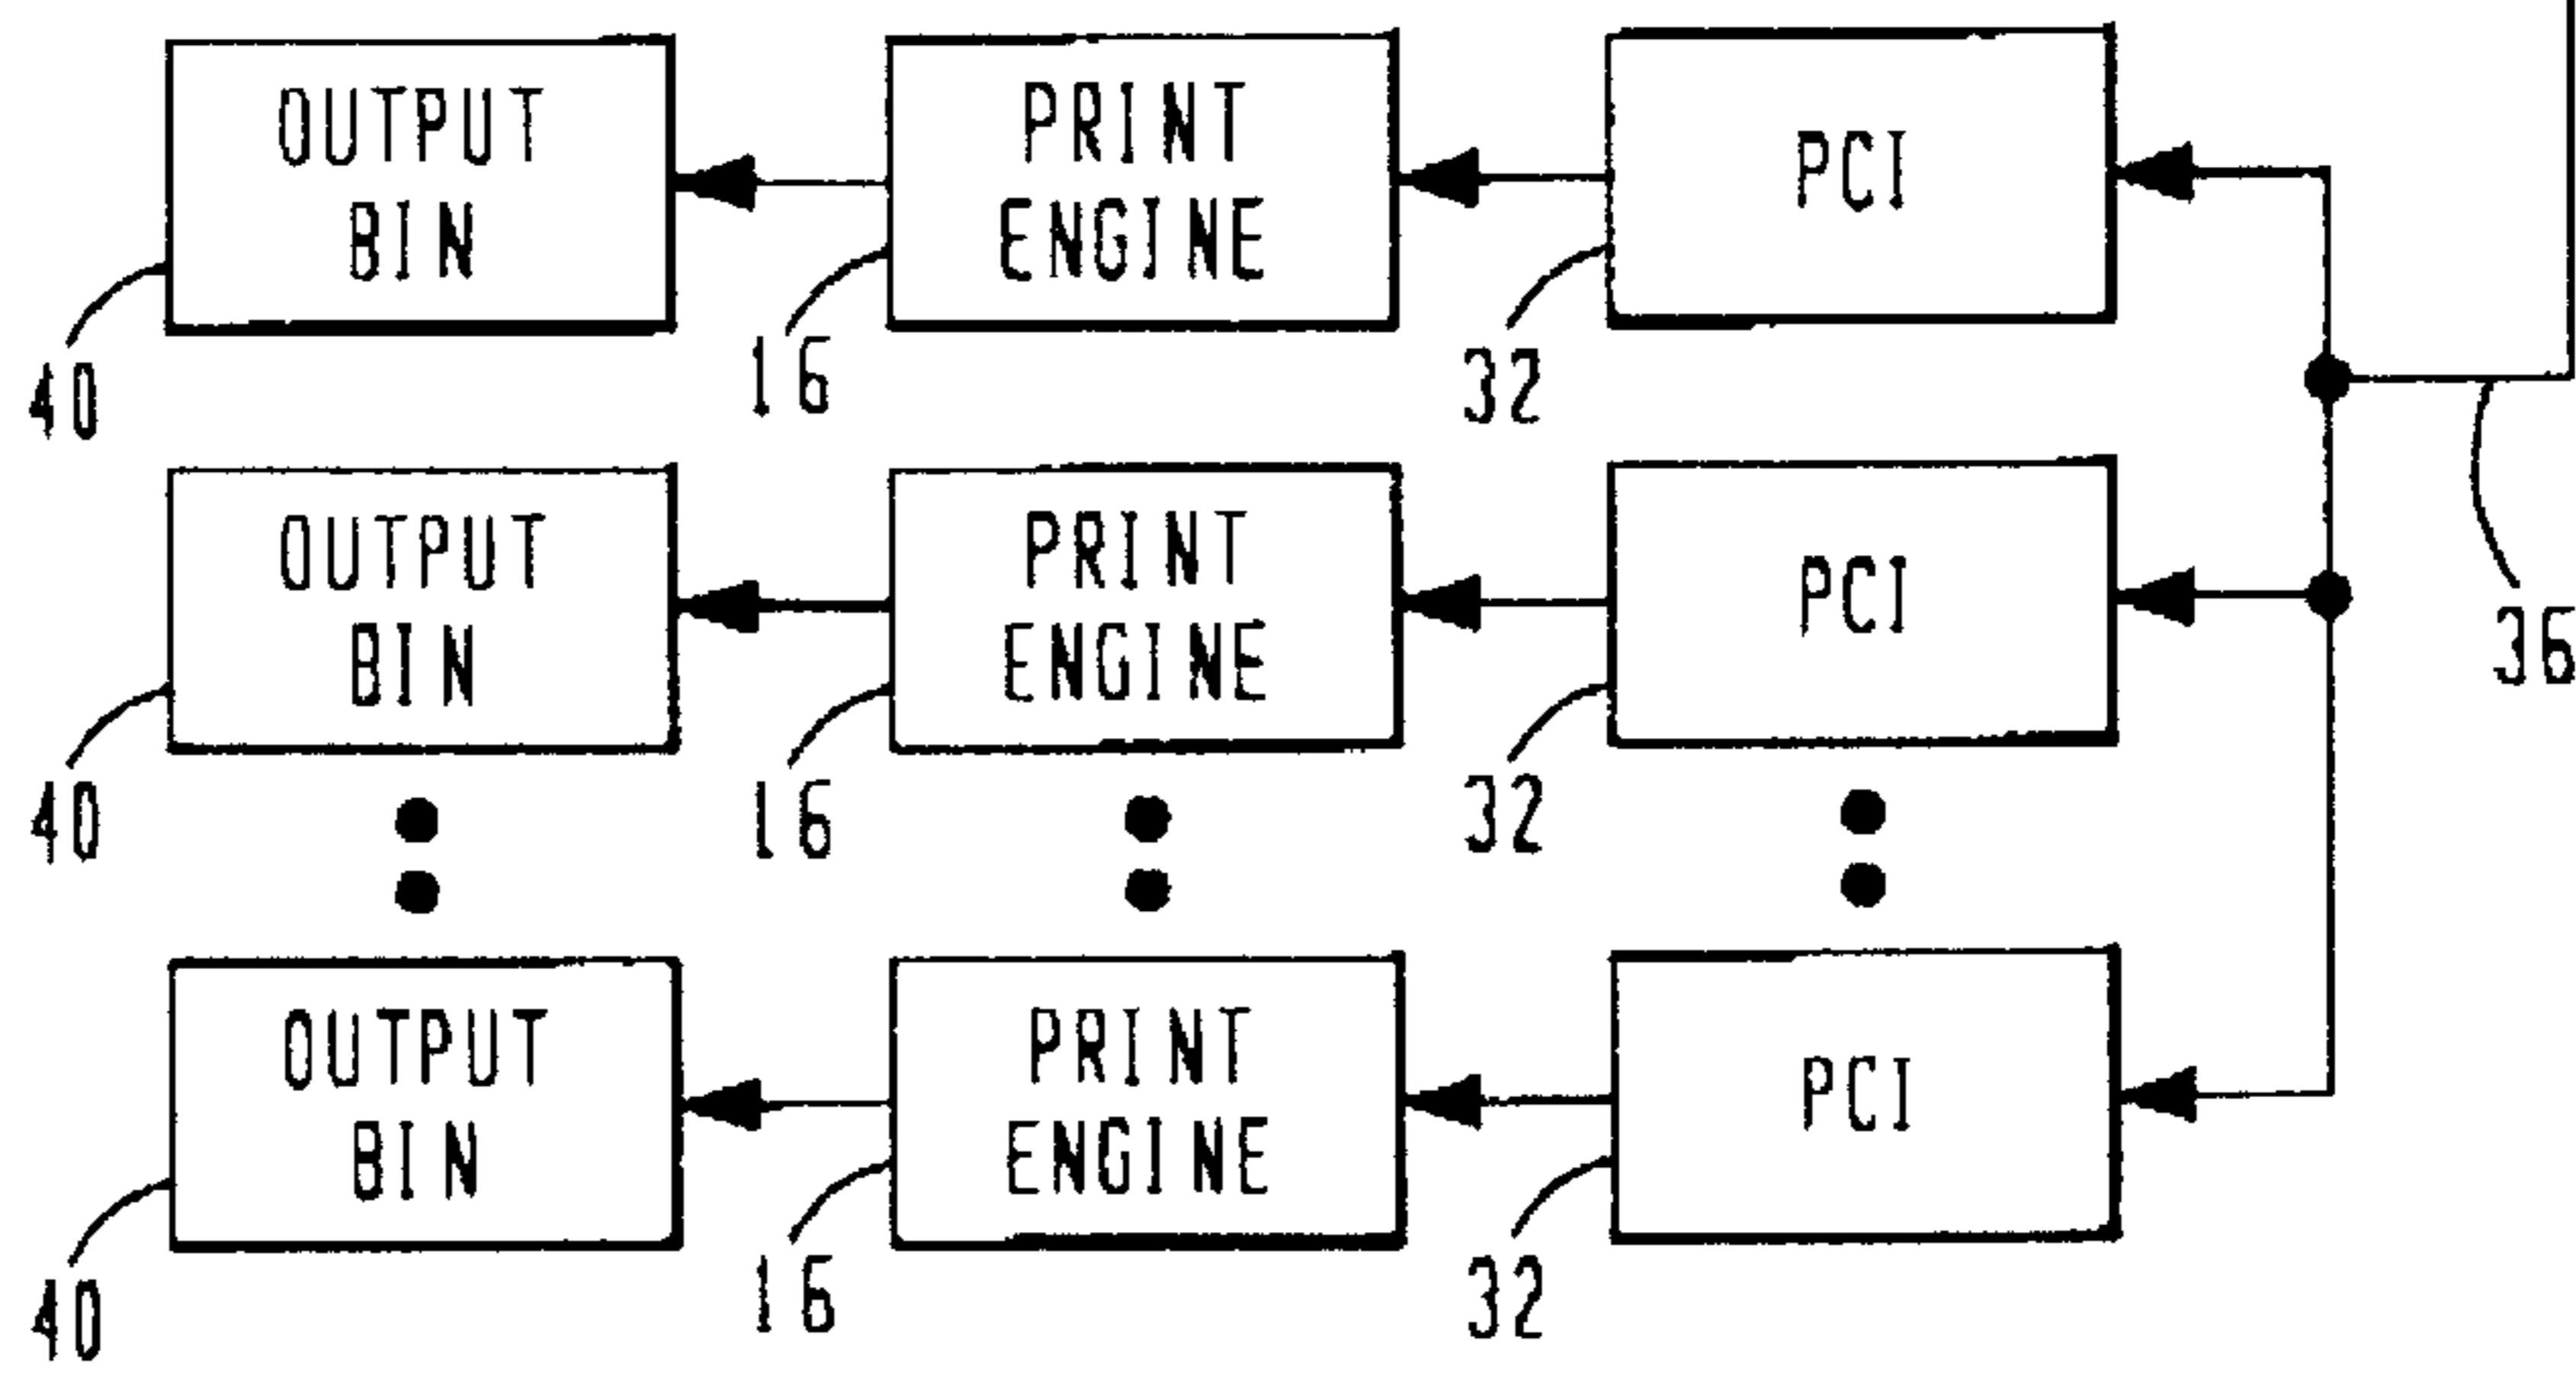 OUTPUT
BIN
PRINT
ENGINE
PCI
40
16
32
OUTPUT
BIN
PRINT
ENGINE
PCI
36
40
16
32
OUTPUT
BIN
PRINT
ENGINE
PCI
40
16
32